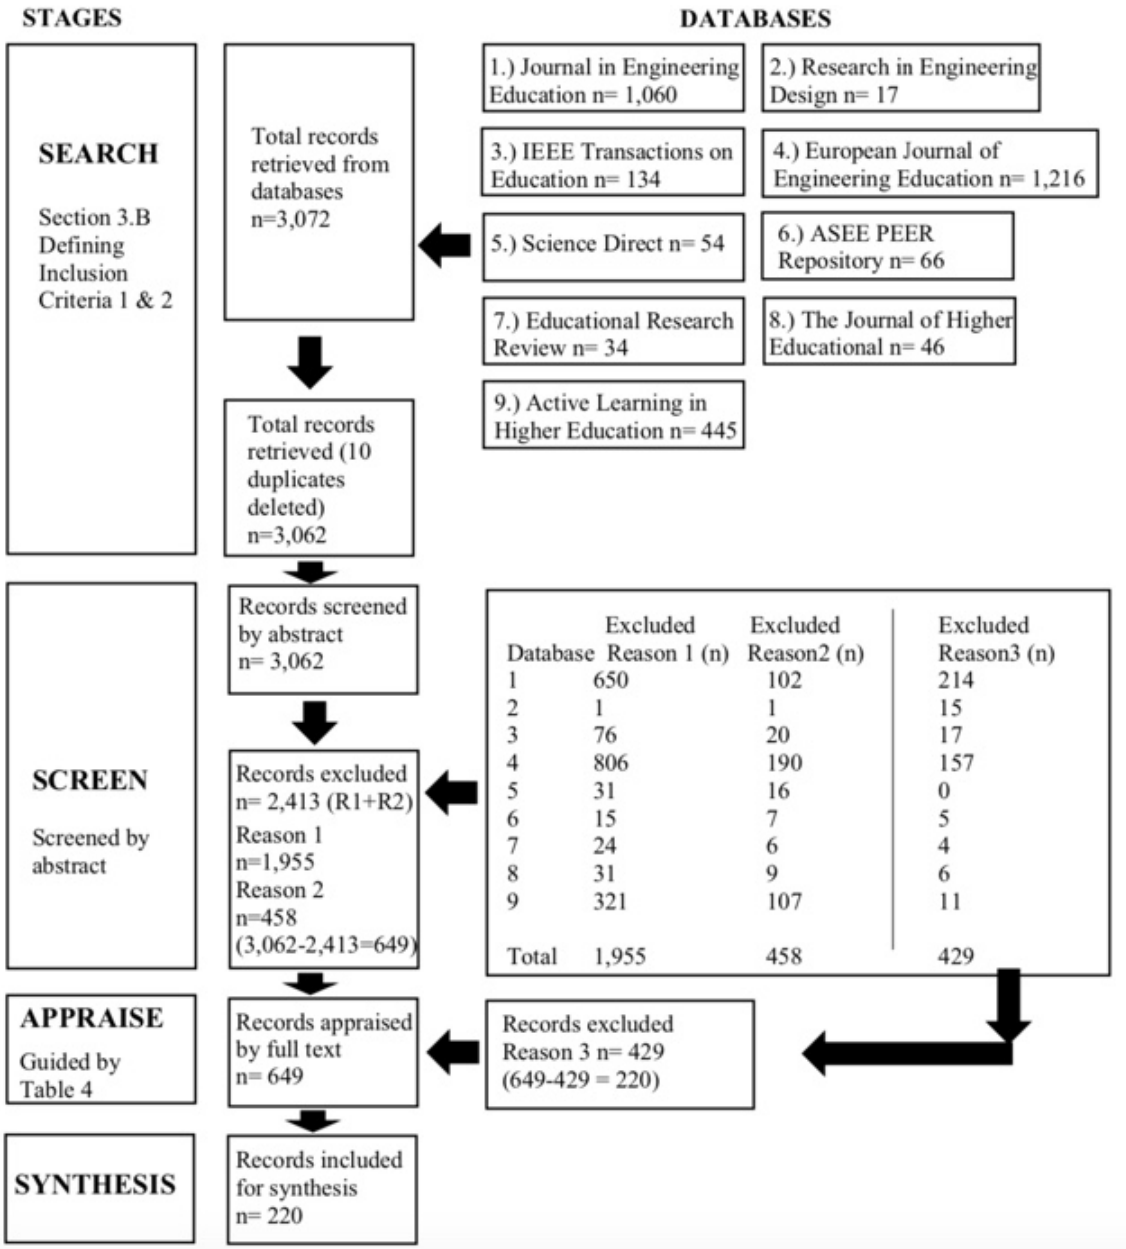 STAGES
DATABASES
SEARCH
Section 3.B
Defining
Inclusion
Criteria 1 & 2
Total records
retrieved from
databases
n=3,072
1.) Journal in Engineering
Education n= 1,060
2.) Research in Engineering
Design n= 17
3.) IEEE Transactions on
Education n= 134
4.) European Journal of
Engineering Education n= 1,216
5.) Science Direct n= 54
6.) ASEE PEER
Repository n= 66
7.) Educational Research
Review n= 34
8.) The Journal of Higher
Educational n= 46
9.) Active Learning in
Higher Education n= 445
Total records
retrieved (10
duplicates
deleted)
n=3,062
SCREEN
Screened by
abstract
Records screened
by abstract
n= 3,062
Records excluded
n= 2,413 (R1+R2)
Reason 1
n=1,955
Reason 2
n=458
(3,062-2,413=649)
Excluded Excluded Excluded
Database Reason 1 (n) Reason2 (n) Reason3 (n)
1 650 102 214
2 1 1 15
3 76 20 17
4 806 190 157
5 31 16 0
6 15 7 5
7 24 6 4
8 31 9 6
9 321 107 11
Total 1,955 458 429
APPRAISE
Guided by
Table 4
Records appraised
by full text
n= 649
Records excluded
Reason 3 n= 429
(649-429 = 220)
SYNTHESIS
Records included
for synthesis
n= 220